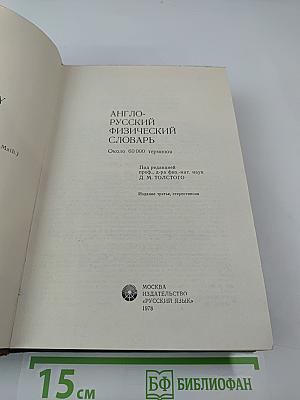 АНГЛО-
РУССКИЙ
ФИЗИЧЕСКИЙ
СЛОВАРЬ
Около 60 000 терминов
Под редакцией
проф., д-ра физ.-мат. наук
Д. М. ТОЛСТОГО
Издание третье, стереотипное
МОСКВА
ИЗДАТЕЛЬСТВО
«РУССКИЙ ЯЗЫК»
1978
Y
Math.)
15 см
БФ БИБЛИОФАН